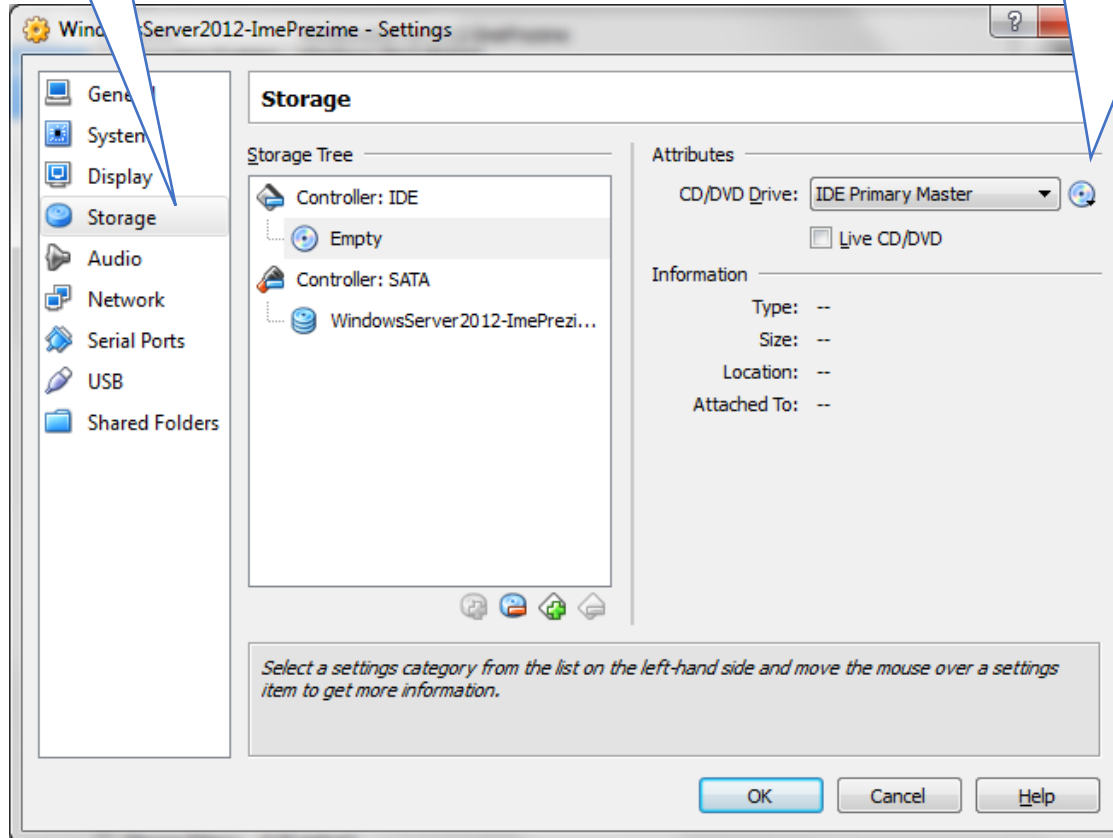 WindowsServer2012-ImePrezime - Settings
General
System
Display
Storage
Audio
Network
Serial Ports
USB
Shared Folders
Storage
Storage Tree
Controller: IDE
Empty
Controller: SATA
WindowsServer2012-ImePrezi...
Attributes
CD/DVD Drive: IDE Primary Master
Live CD/DVD
Information
Type: --
Size: --
Location: --
Attached To: --
Select a settings category from the list on the left-hand side and move the mouse over a settings
item to get more information.
OK Cancel Help